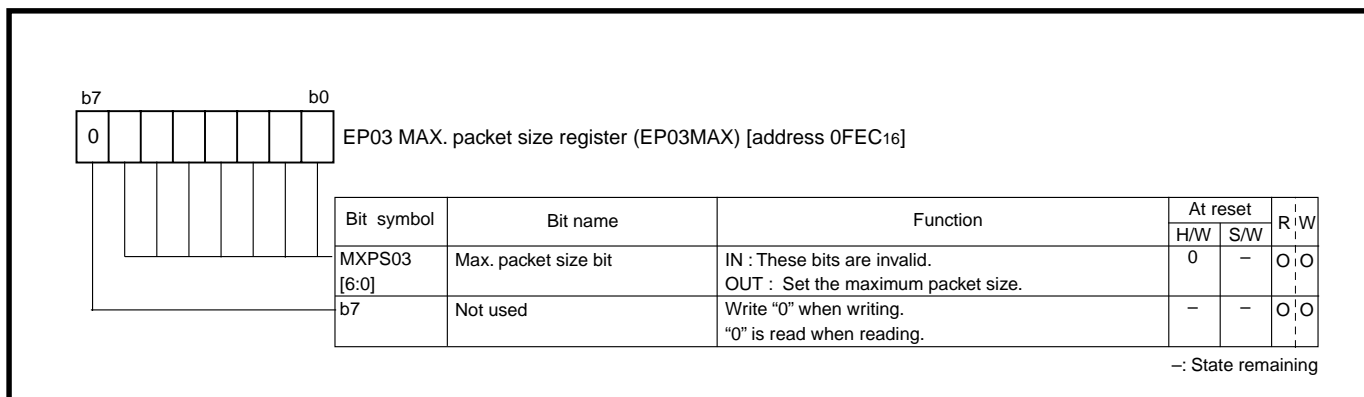 b7 b0
0 EP03 MAX. packet size register (EP03MAX) [address 0FEC16]
Bit symbol Bit name Function At reset R W
H/W S/W
MXPS03 Max. packet size bit IN : These bits are invalid. 0 – O O
[6:0] OUT : Set the maximum packet size.
b7 Not used Write “0” when writing. – – O O
“0” is read when reading.
–: State remaining